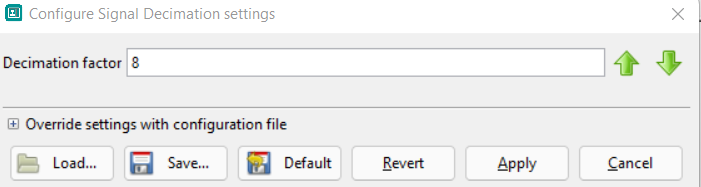 Configure Signal Decimation settings
Decimation factor 8
Override settings with configuration file
Load... Save... Default Revert Apply Cancel